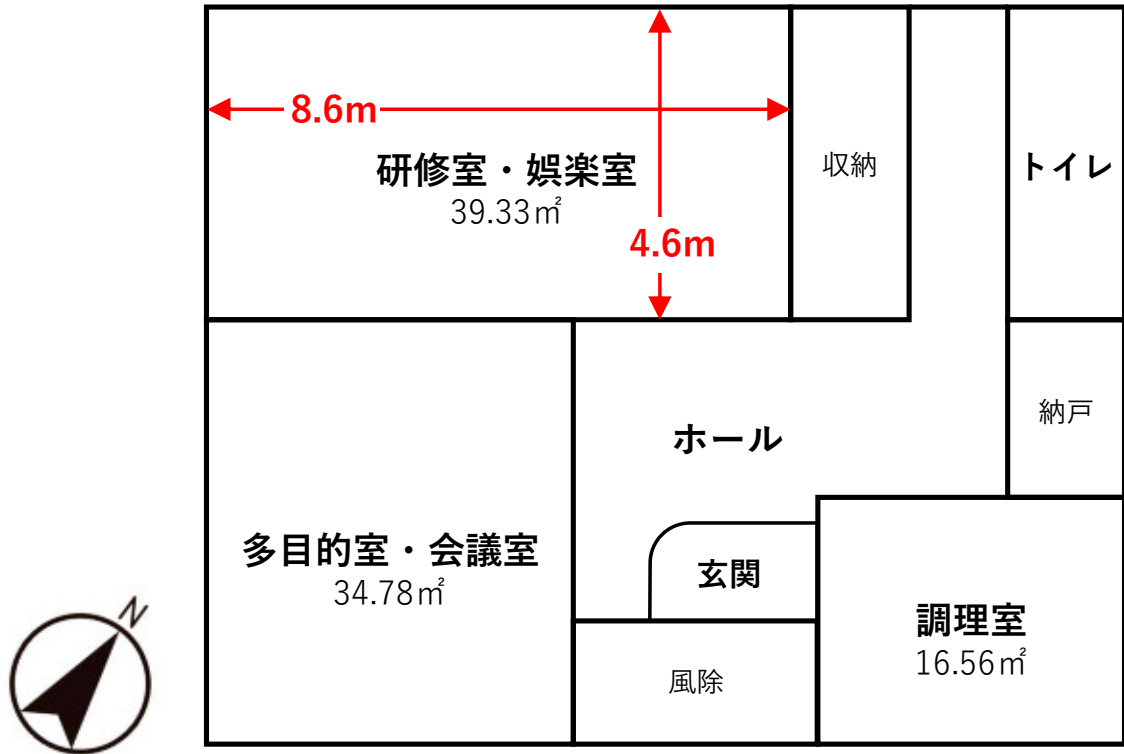 8.6m
研修室・娯楽室
39.33㎡
4.6m
収納
トイレ
ホール
納戸
多目的室・会議室
34.78㎡
玄関
調理室
16.56㎡
風除
N